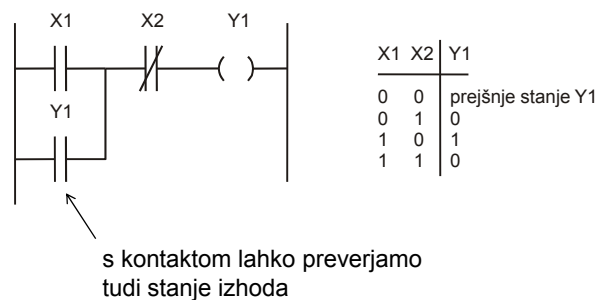 X1 X2 Y1
Y1
X1 X2 Y1
0 0 prejšnje stanje Y1
0 1 0
1 0 1
1 1 0
s kontaktom lahko preverjamo
tudi stanje izhoda